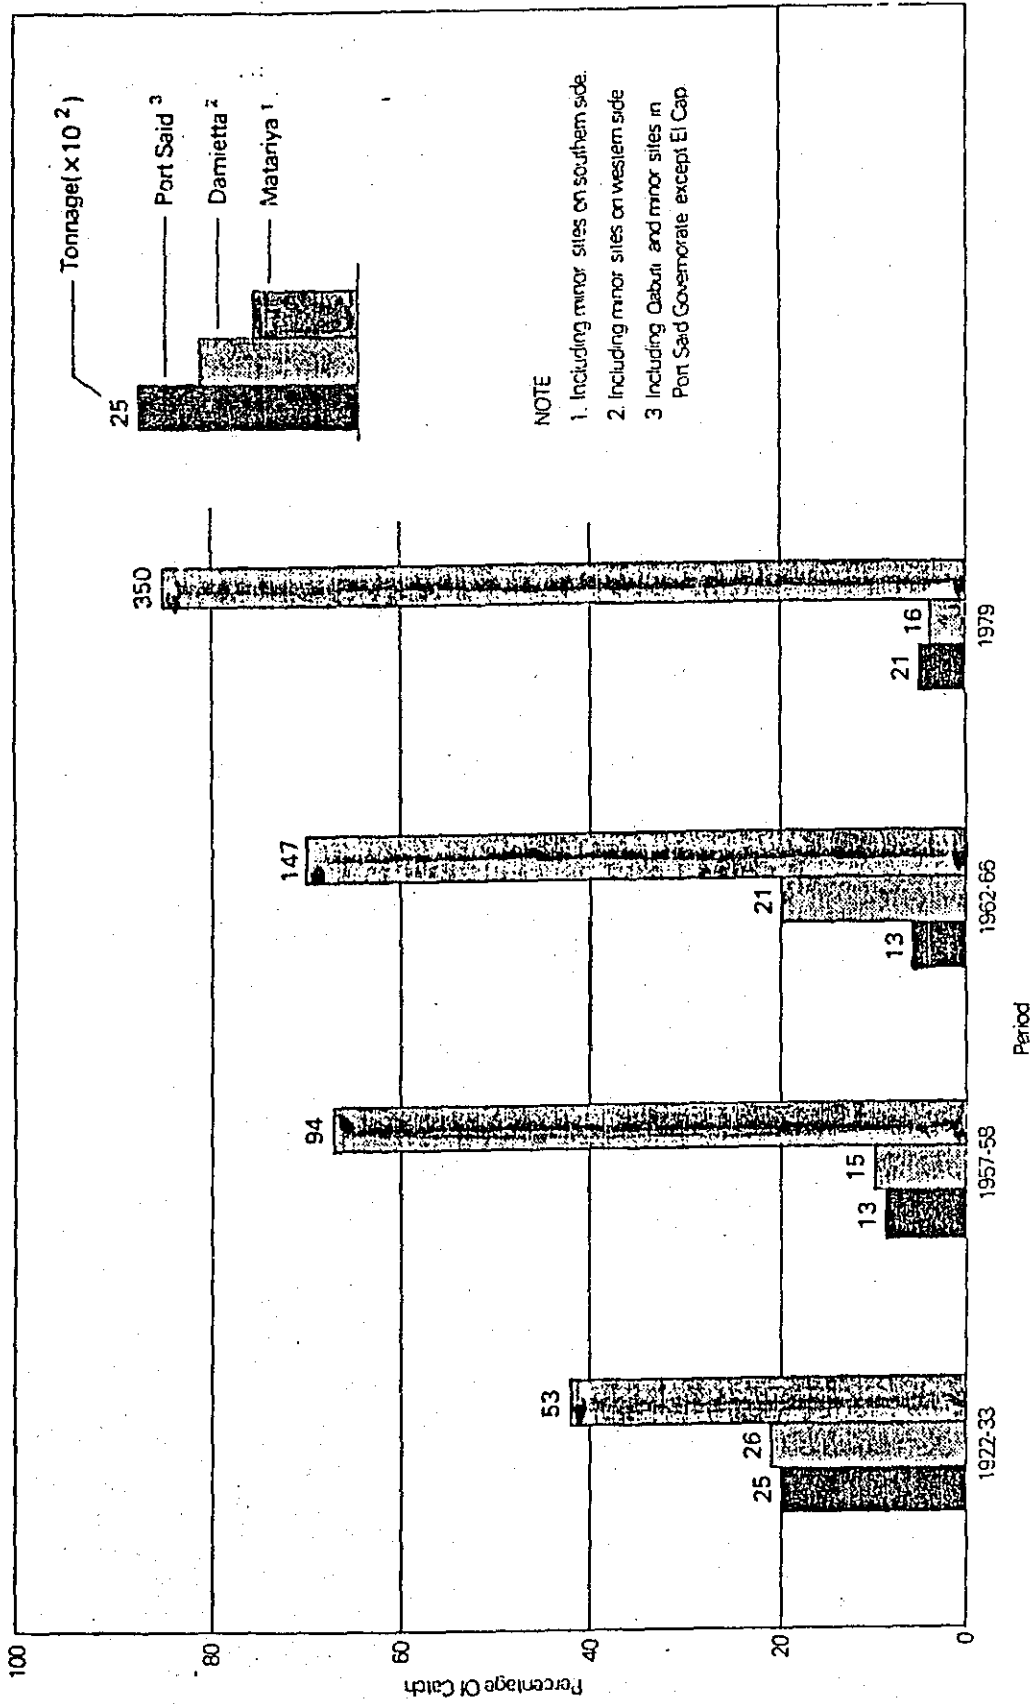 100
80
60
40
20
0
Percentage Of Catch
Tonnage(x 10 2)
25
Port Said 3
Damietta 2
Matariya 1
NOTE
1. Including minor sites on southern side.
2. Including minor sites on western side
3 Including Qabuti and minor sites in
Port Said Governorate except El Cap.
25
26
53
13
15
94
13
21
147
21
16
350
1922-33
1957-58
1962-66
1979
Period